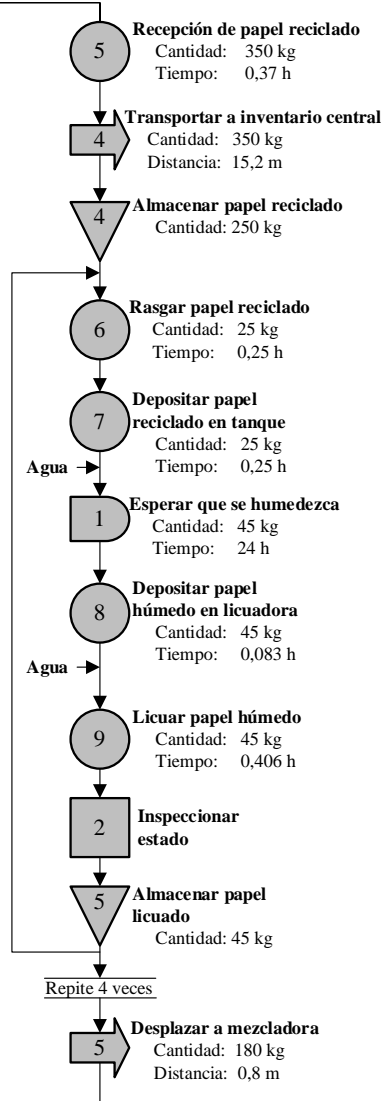 5
Recepción de papel reciclado
Cantidad: 350 kg
Tiempo: 0,37 h
4
Transportar a inventario central
Cantidad: 350 kg
Distancia: 15,2 m
4
Almacenar papel reciclado
Cantidad: 250 kg
6
Rasgar papel reciclado
Cantidad: 25 kg
Tiempo: 0,25 h
7
Depositar papel
reciclado en tanque
Cantidad: 25 kg
Tiempo: 0,25 h
Agua
1
Esperar que se humedezca
Cantidad: 45 kg
Tiempo: 24 h
8
Depositar papel
húmedo en licuadora
Cantidad: 45 kg
Tiempo: 0,083 h
Agua
9
Licuar papel húmedo
Cantidad: 45 kg
Tiempo: 0,406 h
2
Inspeccionar
estado
5
Almacenar papel
licuado
Cantidad: 45 kg
Repite 4 veces
5
Desplazar a mezcladora
Cantidad: 180 kg
Distancia: 0,8 m